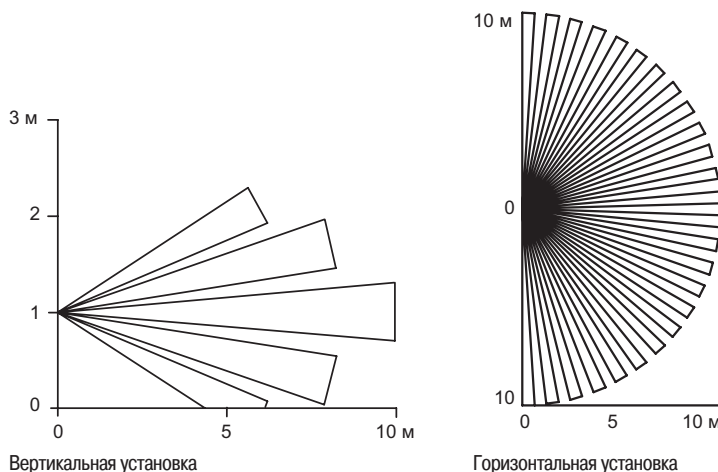 3 м
2
1
0
0 5 10 м
Вертикальная установка
10 м
0
10
0 5 10 м
Горизонтальная установка